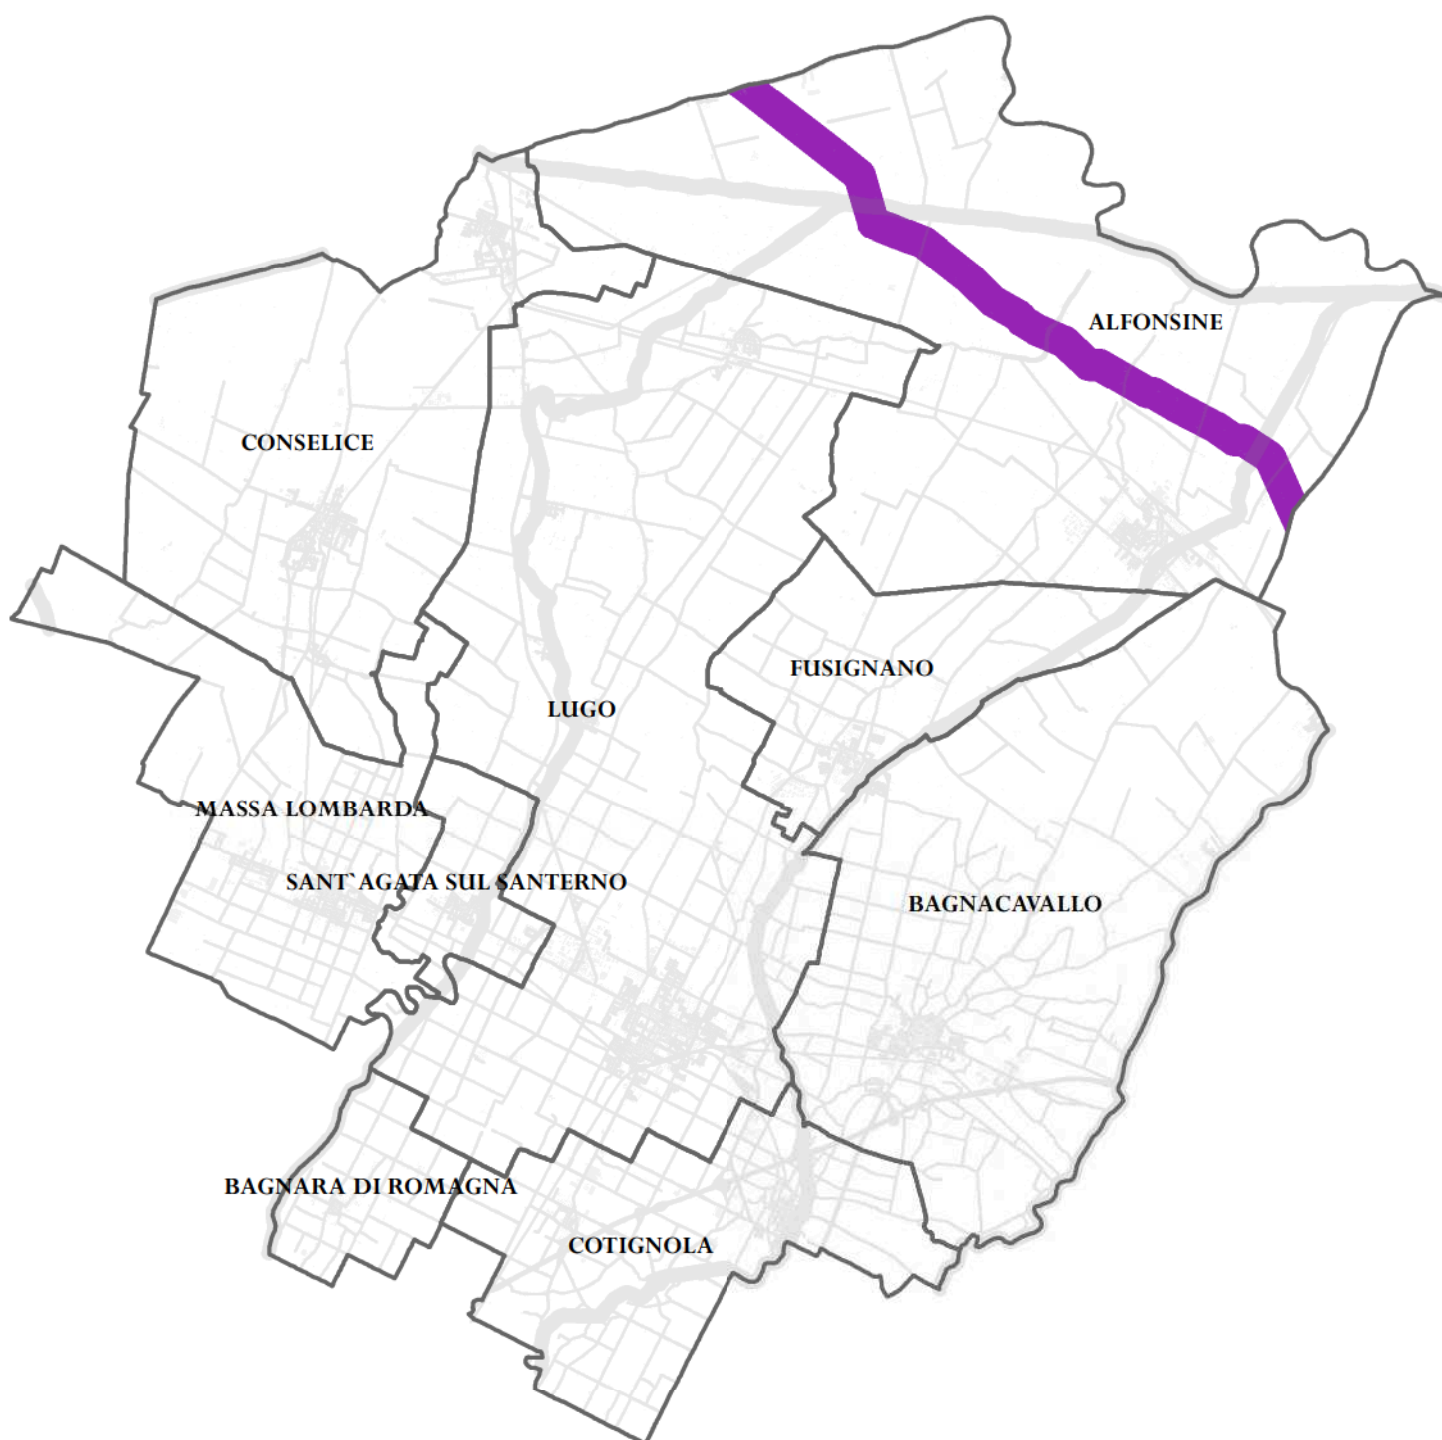 ALFONSINE
CONSELICE
FUSIGNANO
LUGO
MASSA LOMBARDA
SANT`AGATA SUL SANTERNO
BAGNACAVALLO
BAGNARA DI ROMAGNA
COTIGNOLA